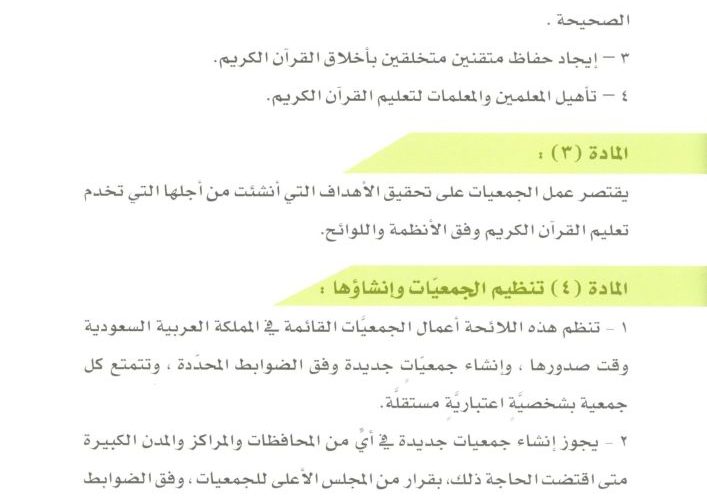 الصحيحة .
٣ – إيجاد حفاظ متقنين متخلقين بأخلاق القرآن الكريم.
٤ – تأهيل المعلمين والمعلمات لتعليم القرآن الكريم.
المادة (٣) :
يقتصر عمل الجمعيات على تحقيق الأهداف التي أنشئت من أجلها التي تخدم
تعليم القرآن الكريم وفق الأنظمة واللوائح.
المادة (٤) تنظيم الجمعيَات وإنشاؤها :
١ – تنظم هذه اللائحة أعمال الجمعيَّات القائمة في المملكة العربية السعودية
وقت صدورها ، وإنشاء جمعيَاتٍ جديدة وفق الضوابط المحدَدة ، وتتمتع كل
جمعية بشخصيَّةٍ اعتباريَّةٍ مستقلَّة.
٢ – يجوز إنشاء جمعيات جديدة في أيٍّ من المحافظات والمراكز والمدن الكبيرة
متى اقتضت الحاجة ذلك، بقرار من المجلس الأعلى للجمعيات ، وفق الضوابط